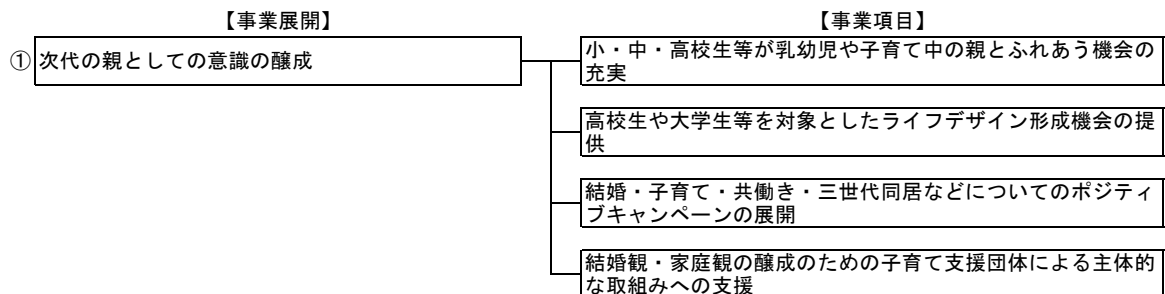 【事業展開】
【事業項目】
① 次代の親としての意識の醸成
小・中・高校生等が乳幼児や子育て中の親とふれあう機会の
充実
高校生や大学生等を対象としたライフデザイン形成機会の提
供
結婚・子育て・共働き・三世代同居などについてのポジティ
ブキャンペーンの展開
結婚観・家庭観の醸成のための子育て支援団体による主体的
な取組みへの支援